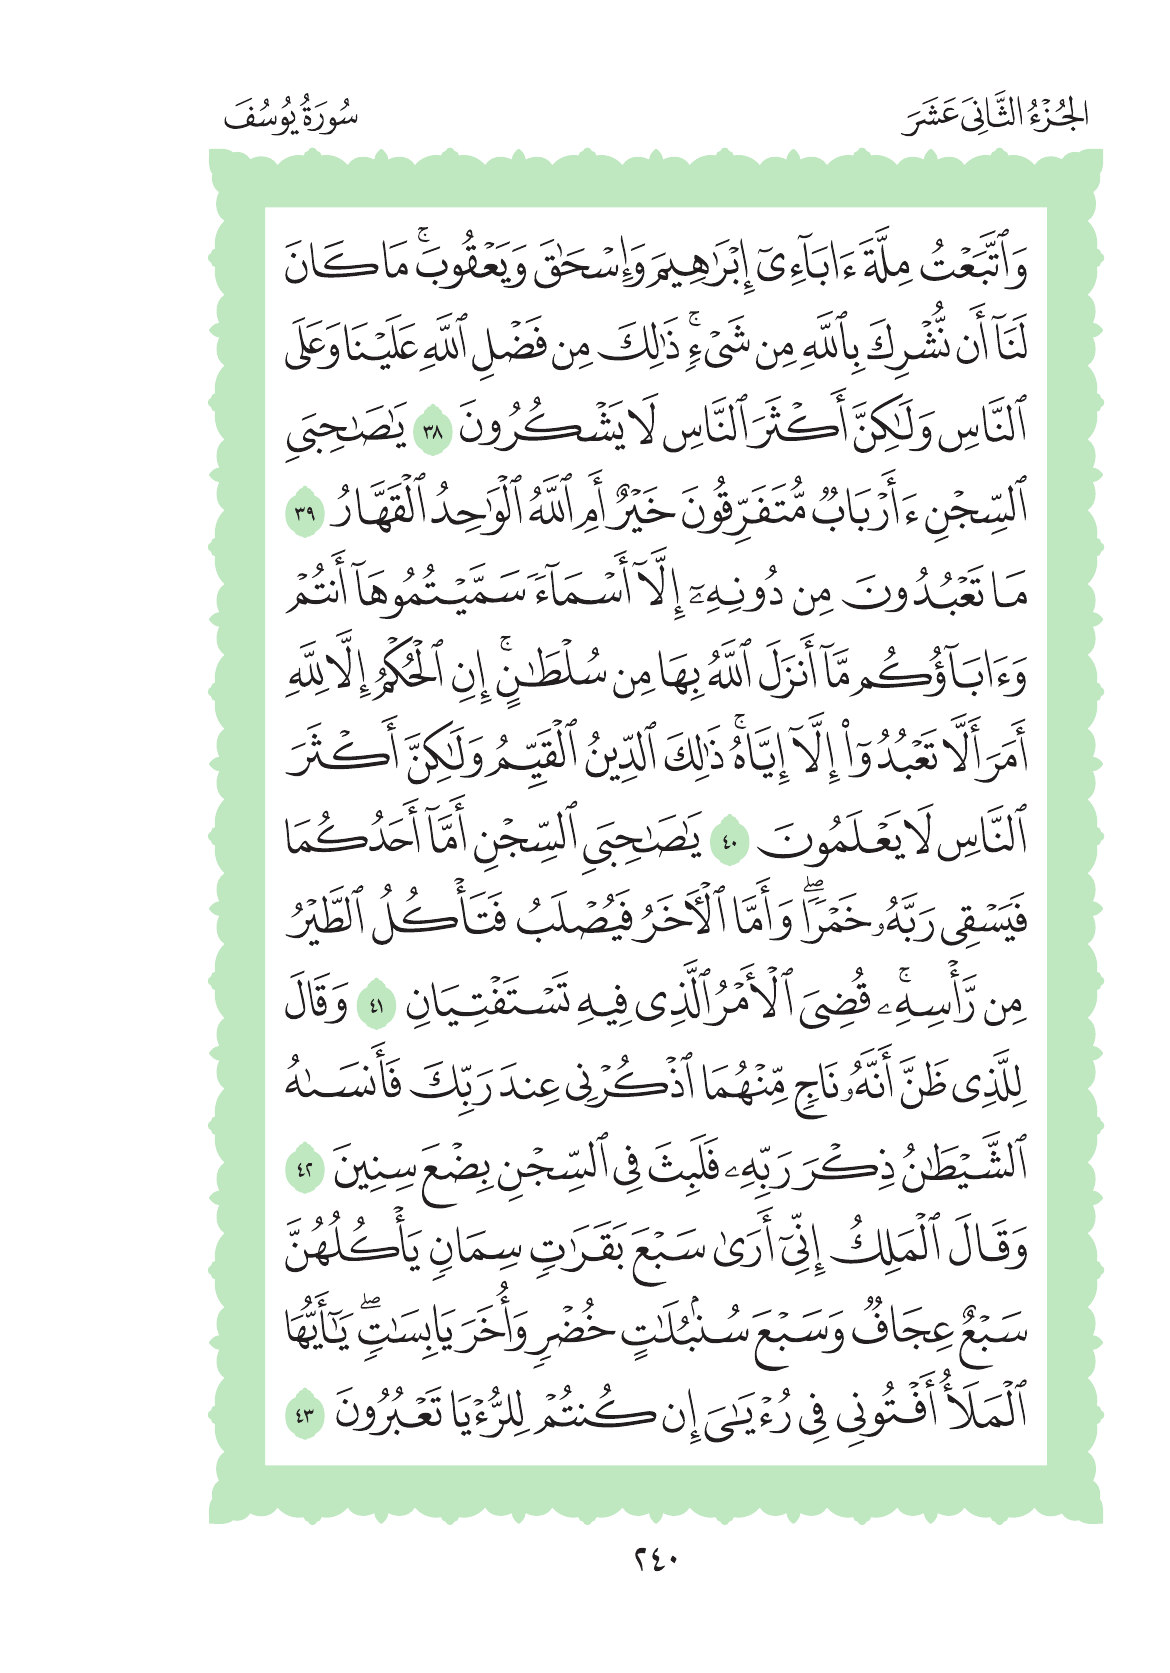 الجُزْءُ الثَّانِيَ عَشَرَ
سُورَةُ يُوسُفَ
وَٱتَّبَعۡتُ مِلَّةَ ءَابَآءِيٓ إِبۡرَٰهِيمَ وَإِسۡحَٰقَ وَيَعۡقُوبَۚ مَا كَانَ
لَنَآ أَن نُّشۡرِكَ بِٱللَّهِ مِن شَيۡءٖۚ ذَٰلِكَ مِن فَضۡلِ ٱللَّهِ عَلَيۡنَا وَعَلَى
ٱلنَّاسِ وَلَٰكِنَّ أَكۡثَرَ ٱلنَّاسِ لَا يَشۡكُرُونَ ٣٨ يَٰصَٰحِبَيِ
ٱلسِّجۡنِ ءَأَرۡبَابٞ مُّتَفَرِّقُونَ خَيۡرٌ أَمِ ٱللَّهُ ٱلۡوَٰحِدُ ٱلۡقَهَّارُ ٣٩
مَا تَعۡبُدُونَ مِن دُونِهِۦٓ إِلَّآ أَسۡمَآءٗ سَمَّيۡتُمُوهَآ أَنتُمۡ
وَءَابَآؤُكُم مَّآ أَنزَلَ ٱللَّهُ بِهَا مِن سُلۡطَٰنٍۚ إِنِ ٱلۡحُكۡمُ إِلَّا لِلَّهِ
أَمَرَ أَلَّا تَعۡبُدُوٓاْ إِلَّآ إِيَّاهُۚ ذَٰلِكَ ٱلدِّينُ ٱلۡقَيِّمُ وَلَٰكِنَّ أَكۡثَرَ
ٱلنَّاسِ لَا يَعۡلَمُونَ ٤٠ يَٰصَٰحِبَيِ ٱلسِّجۡنِ أَمَّآ أَحَدُكُمَا
فَيَسۡقِي رَبَّهُۥ خَمۡرٗاۖ وَأَمَّا ٱلۡأٓخَرُ فَيُصۡلَبُ فَتَأۡكُلُ ٱلطَّيۡرُ
مِن رَّأۡسِهِۦۚ قُضِيَ ٱلۡأَمۡرُ ٱلَّذِي فِيهِ تَسۡتَفۡتِيَانِ ٤١ وَقَالَ
لِلَّذِي ظَنَّ أَنَّهُۥ نَاجٖ مِّنۡهُمَا ٱذۡكُرۡنِي عِندَ رَبِّكَ فَأَنسَىٰهُ
ٱلشَّيۡطَٰنُ ذِكۡرَ رَبِّهِۦ فَلَبِثَ فِي ٱلسِّجۡنِ بِضۡعَ سِنِينَ ٤٢
وَقَالَ ٱلۡمَلِكُ إِنِّيٓ أَرَىٰ سَبۡعَ بَقَرَٰتٖ سِمَانٖ يَأۡكُلُهُنَّ
سَبۡعٌ عِجَافٞ وَسَبۡعَ سُنۢبُلَٰتٍ خُضۡرٖ وَأُخَرَ يَابِسَٰتٖۖ يَٰٓأَيُّهَا
ٱلۡمَلَأُ أَفۡتُونِي فِي رُءۡيَٰيَ إِن كُنتُمۡ لِلرُّءۡيَا تَعۡبُرُونَ ٤٣
٢٤٠